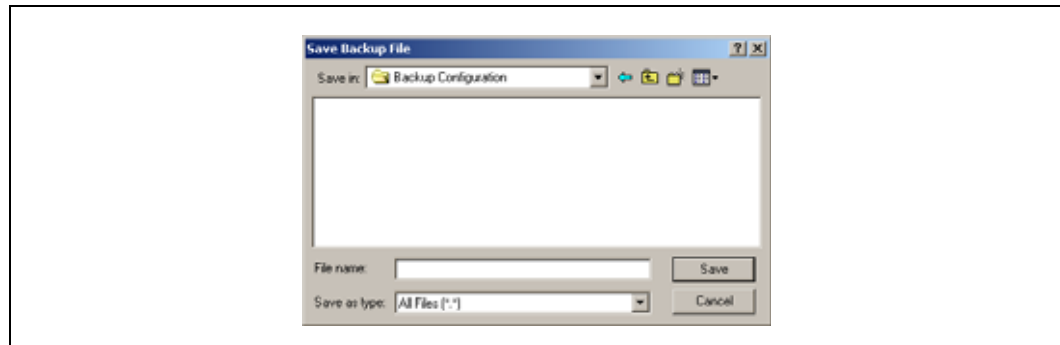 Save Backup File
Save in: Backup Configuration
File name:
Save
Save as type: All Files (*.*)
Cancel